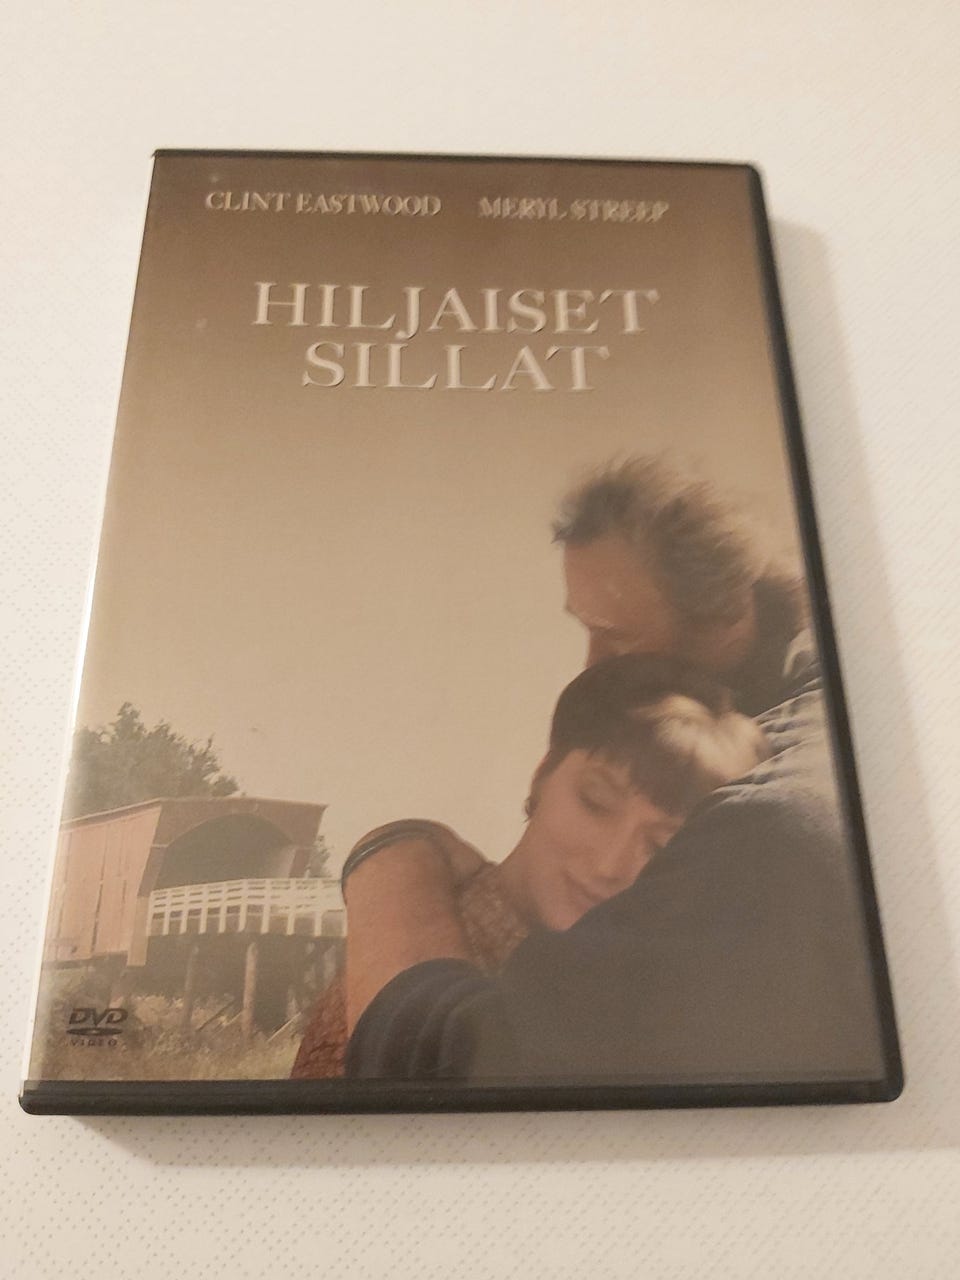 CLINT EASTWOOD MERYL STREEP
HILJAISET
SILLAT
DVD
VIDEO